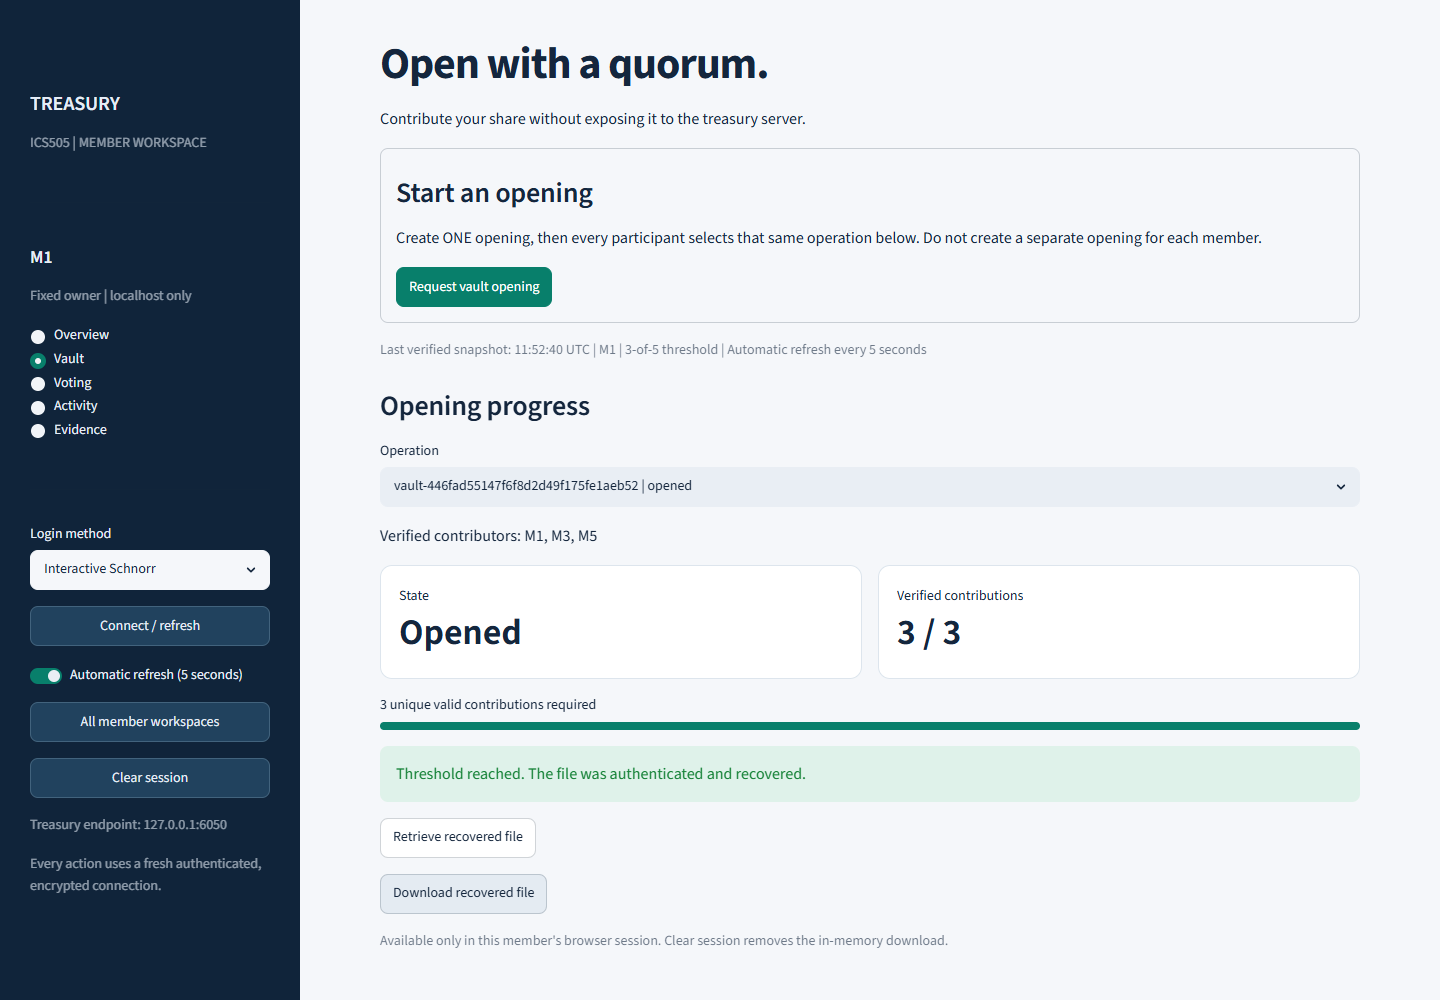 TREASURY
ICS505 | MEMBER WORKSPACE
M1
Fixed owner | localhost only
Overview
Vault
Voting
Activity
Evidence
Login method
Interactive Schnorr
Connect / refresh
Automatic refresh (5 seconds)
All member workspaces
Clear session
Treasury endpoint: 127.0.0.1:6050
Every action uses a fresh authenticated,
encrypted connection.
Open with a quorum.
Contribute your share without exposing it to the treasury server.
Start an opening
Create ONE opening, then every participant selects that same operation below. Do not create a separate opening for each member.
Request vault opening
Last verified snapshot: 11:52:40 UTC | M1 | 3-of-5 threshold | Automatic refresh every 5 seconds
Opening progress
Operation
vault-446fad55147f6f8d2d49f175fe1aeb52 | opened
Verified contributors: M1, M3, M5
State
Opened
Verified contributions
3 / 3
3 unique valid contributions required
Threshold reached. The file was authenticated and recovered.
Retrieve recovered file
Download recovered file
Available only in this member's browser session. Clear session removes the in-memory download.